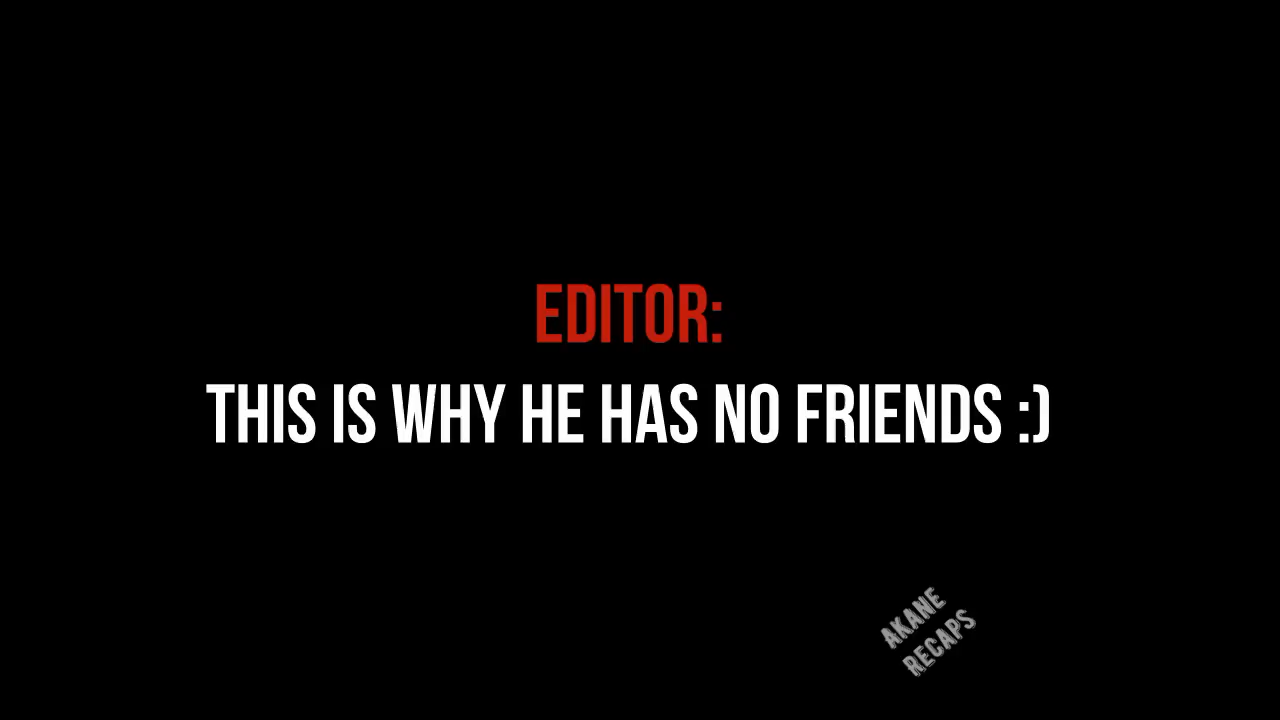 EDITOR:
THIS IS WHY HE HAS NO FRIENDS :)
AKANE
RECAPS